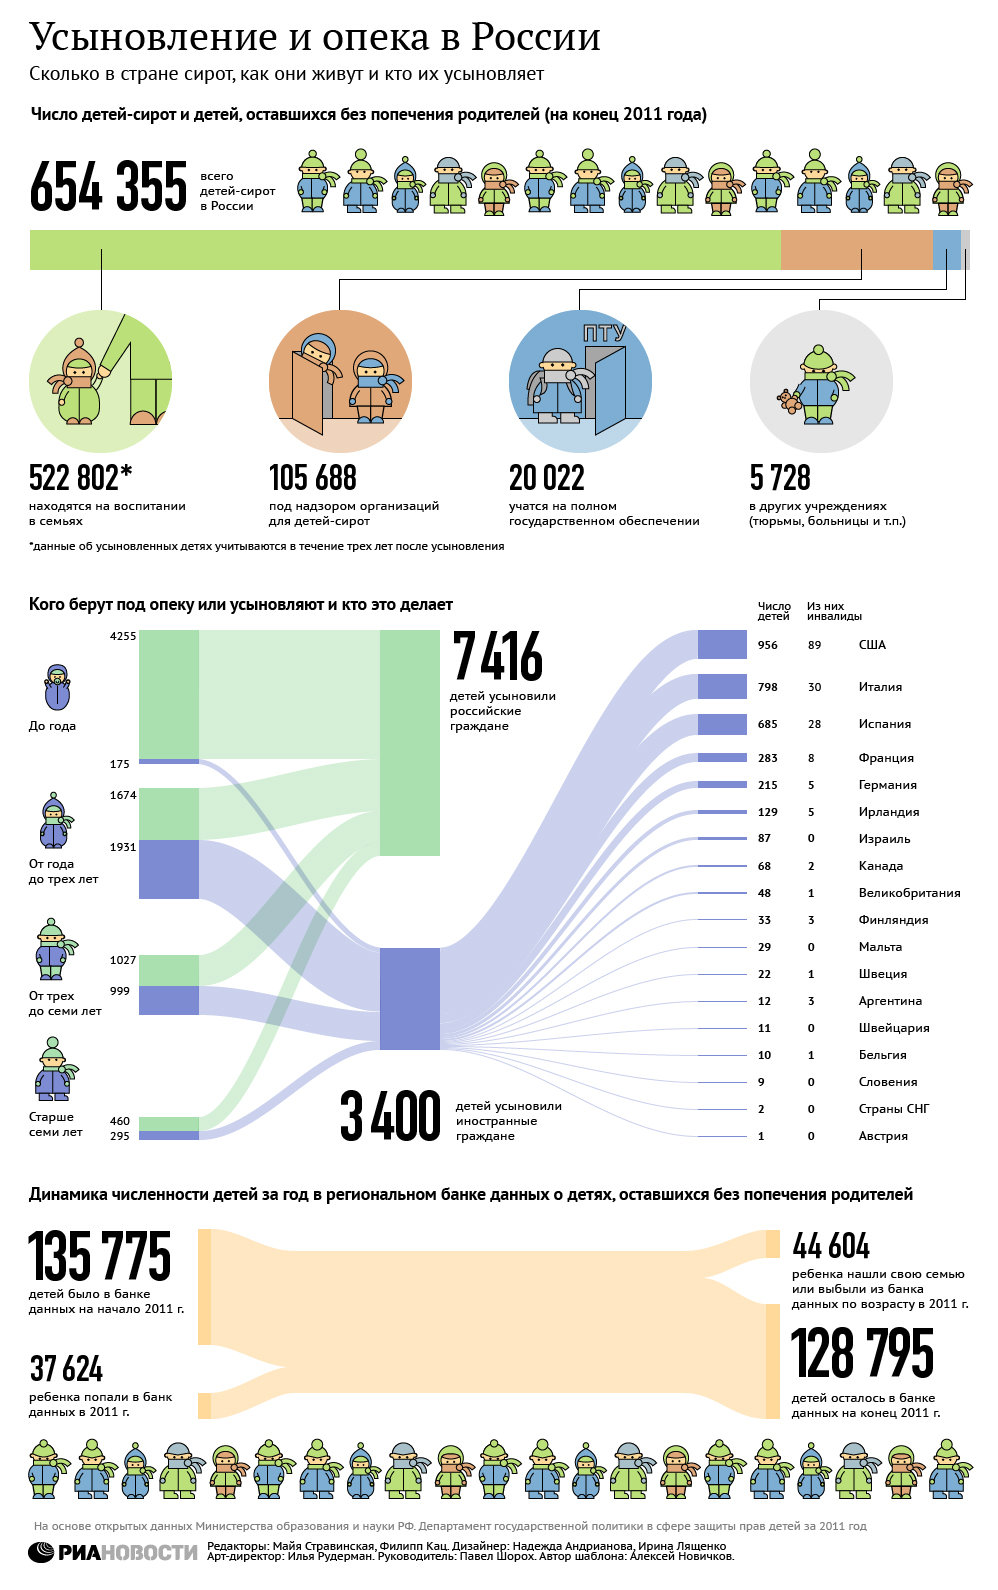 Усыновление и опека в России
Сколько в стране сирот, как они живут и кто их усыновляет
Число детей-сирот и детей, оставшихся без попечения родителей (на конец 2011 года)
654 355
всего
детей-сирот
в России
ПТУ
522 802*
находятся на воспитании
в семьях
105 688
под надзором организаций
для детей-сирот
20 022
учатся на полном
государственном обеспечении
5 728
в других учреждениях
(тюрьмы, больницы и т.п.)
*данные об усыновленных детях учитываются в течение трех лет после усыновления
Кого берут под опеку или усыновляют и кто это делает
4255
До года
175
1674
1931
От года
до трех лет
1027
999
От трех
до семи лет
460
295
Старше
семи лет
7 416
детей усыновили
российские
граждане
3 400
детей усыновили
иностранные
граждане
Число
детей
Из них
инвалиды
956 89 США
798 30 Италия
685 28 Испания
283 8 Франция
215 5 Германия
129 5 Ирландия
87 0 Израиль
68 2 Канада
48 1 Великобритания
33 3 Финляндия
29 0 Мальта
22 1 Швеция
12 3 Аргентина
11 0 Швейцария
10 1 Бельгия
9 0 Словения
2 0 Страны СНГ
1 0 Австрия
Динамика численности детей за год в региональном банке данных о детях, оставшихся без попечения родителей
135 775
детей было в банке
данных на начало 2011 г.
37 624
ребенка попали в банк
данных в 2011 г.
44 604
ребенка нашли свою семью
или выбыли из банка
данных по возрасту в 2011 г.
128 795
детей осталось в банке
данных на конец 2011 г.
На основе открытых данных Министерства образования и науки РФ. Департамент государственной политики в сфере защиты прав детей за 2011 год
РИАНОВОСТИ
Редакторы: Майя Стравинская, Филипп Кац. Дизайнер: Надежда Андрианова, Ирина Лященко
Арт-директор: Илья Рудерман. Руководитель: Павел Шорох. Автор шаблона: Алексей Новичков.